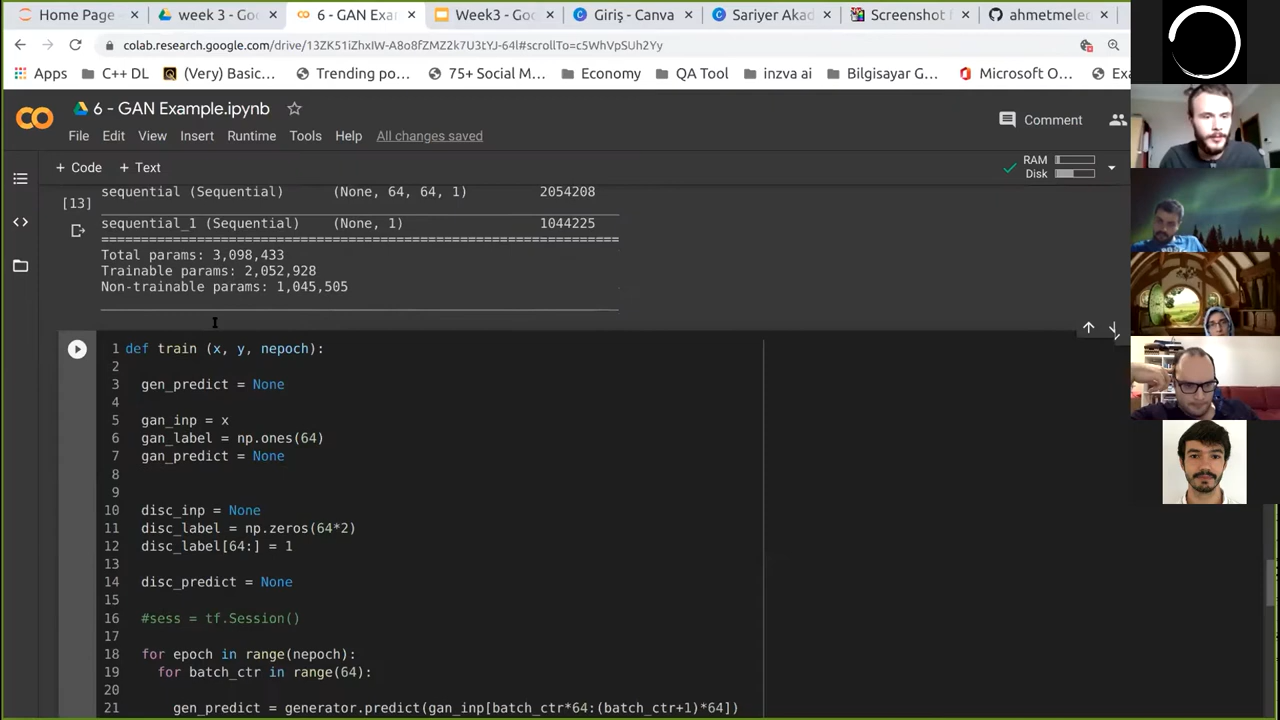 Home Page
week 3 - Goo
6 - GAN Exa
Week3 - Goo
Giriş - Canva
Sariyer Akad
Screenshot
ahmetmelec
colab.research.google.com/drive/13ZK51iZhxIW-A8o8fZMZ2k7U3tYJ-64l#scrollTo=c5WhVpSUh2Yy
Apps
C++ DL
(Very) Basic...
Trending po...
75+ Social M...
Economy
QA Tool
inzva ai
Bilgisayar G...
Microsoft O...
Exa
6 - GAN Example.ipynb
File Edit View Insert Runtime Tools Help All changes saved
Comment
+ Code + Text
RAM
Disk
sequential (Sequential) (None, 64, 64, 1) 2054208
[13]
sequential_1 (Sequential) (None, 1) 1044225
=================================================================
Total params: 3,098,433
Trainable params: 2,052,928
Non-trainable params: 1,045,505
1 def train (x, y, nepoch):
2
3 gen_predict = None
4
5 gan_inp = x
6 gan_label = np.ones(64)
7 gan_predict = None
8
9
10 disc_inp = None
11 disc_label = np.zeros(64*2)
12 disc_label[64:] = 1
13
14 disc_predict = None
15
16 #sess = tf.Session()
17
18 for epoch in range(nepoch):
19 for batch_ctr in range(64):
20
21 gen_predict = generator.predict(gan_inp[batch_ctr*64:(batch_ctr+1)*64])